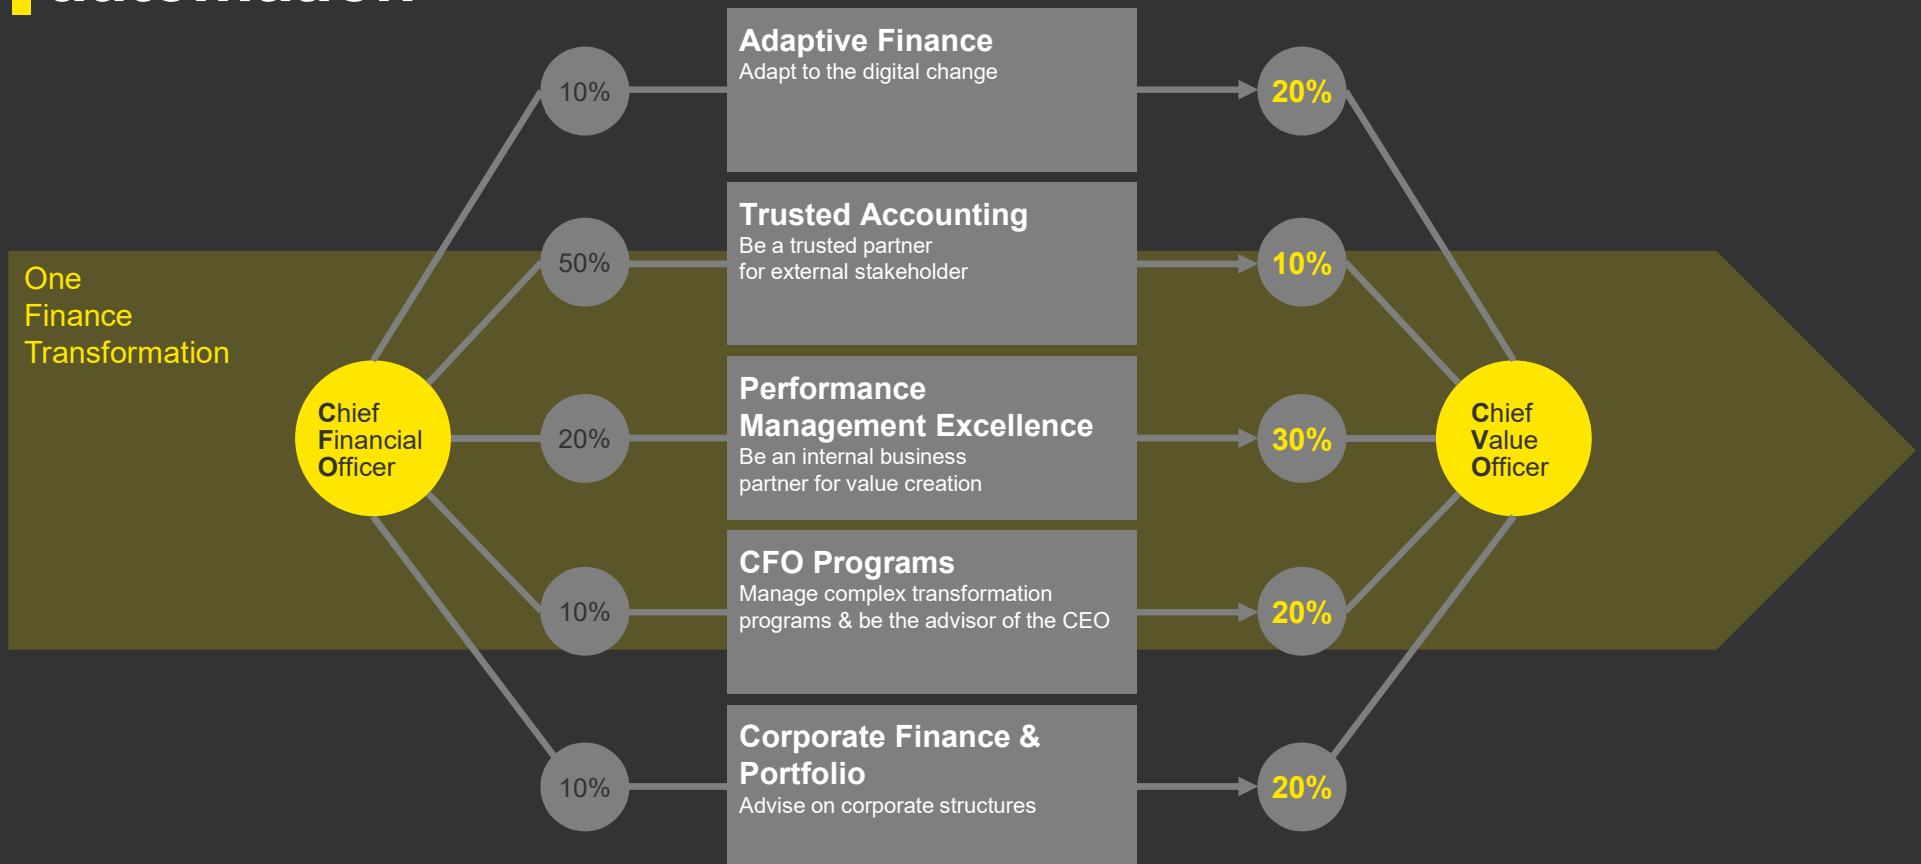 One
Finance
Transformation
Chief
Financial
Officer
10%
50%
20%
10%
10%
Adaptive Finance
Adapt to the digital change
Trusted Accounting
Be a trusted partner
for external stakeholder
Performance
Management Excellence
Be an internal business
partner for value creation
CFO Programs
Manage complex transformation
programs & be the advisor of the CEO
Corporate Finance &
Portfolio
Advise on corporate structures
20%
10%
30%
20%
20%
Chief
Value
Officer